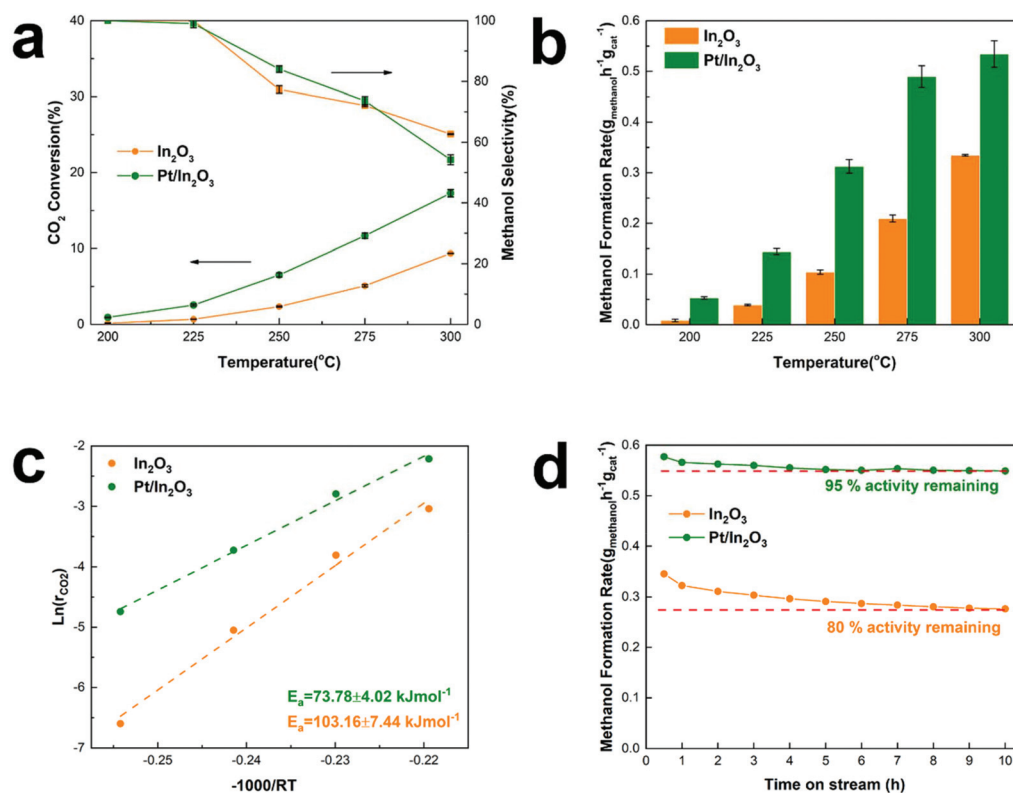 a
CO₂ Conversion(%)
40
30
20
10
0
In₂O₃
Pt/In₂O₃
100
80
60
40
20
0
Methanol Selectivity(%)
200 225 250 275 300
Temperature(°C)
b
Methanol Formation Rate(g_methanol h⁻¹g_cat⁻¹)
0.6
0.5
0.4
0.3
0.2
0.1
0.0
In₂O₃
Pt/In₂O₃
200 225 250 275 300
Temperature(°C)
c
Ln(r_CO2)
-2
-3
-4
-5
-6
-7
In₂O₃
Pt/In₂O₃
Eₐ=73.78±4.02 kJmol⁻¹
Eₐ=103.16±7.44 kJmol⁻¹
-0.25 -0.24 -0.23 -0.22
-1000/RT
d
Methanol Formation Rate(g_methanol h⁻¹g_cat⁻¹)
0.6
0.5
0.4
0.3
0.2
0.1
0.0
95 % activity remaining
In₂O₃
Pt/In₂O₃
80 % activity remaining
1 2 3 4 5 6 7 8 9 10
Time on stream (h)